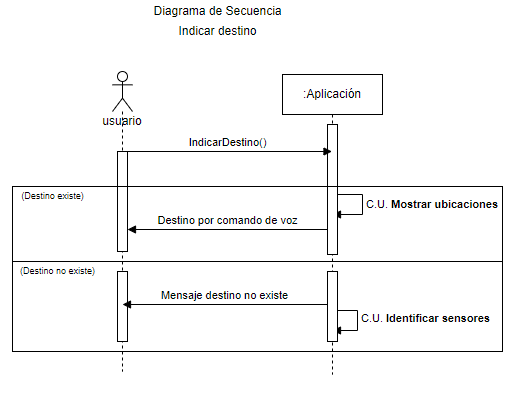 Diagrama de Secuencia
Indicar destino
usuario
:Aplicación
IndicarDestino()
(Destino existe)
C.U. Mostrar ubicaciones
Destino por comando de voz
(Destino no existe)
Mensaje destino no existe
C.U. Identificar sensores